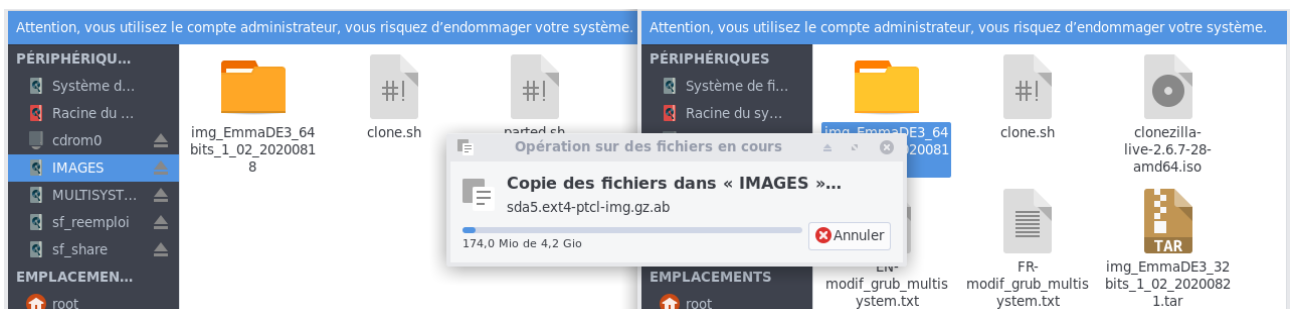 Attention, vous utilisez le compte administrateur, vous risquez d'endommager votre système.
PÉRIPHÉRIQU...
Système d...
Racine du ...
cdrom0
IMAGES
MULTISYST...
sf_reemploi
sf_share
EMPLACEMEN...
root
img_EmmaDE3_64
bits_1_02_2020081
8
#!
clone.sh
#!
parted.sh
Opération sur des fichiers en cours
Copie des fichiers dans « IMAGES »...
sda5.ext4-ptcl-img.gz.ab
174,0 Mio de 4,2 Gio
Annuler
Attention, vous utilisez le compte administrateur, vous risquez d'endommager votre système.
PÉRIPHÉRIQUES
Système de fi...
Racine du sy...
EMPLACEMENTS
root
img_EmmaDE3_64
20081
#!
clone.sh
clonezilla-
live-2.6.7-28-
amd64.iso
EN-
modif_grub_multis
ystem.txt
FR-
modif_grub_multis
ystem.txt
TAR
img_EmmaDE3_32
bits_1_02_2020082
1.tar